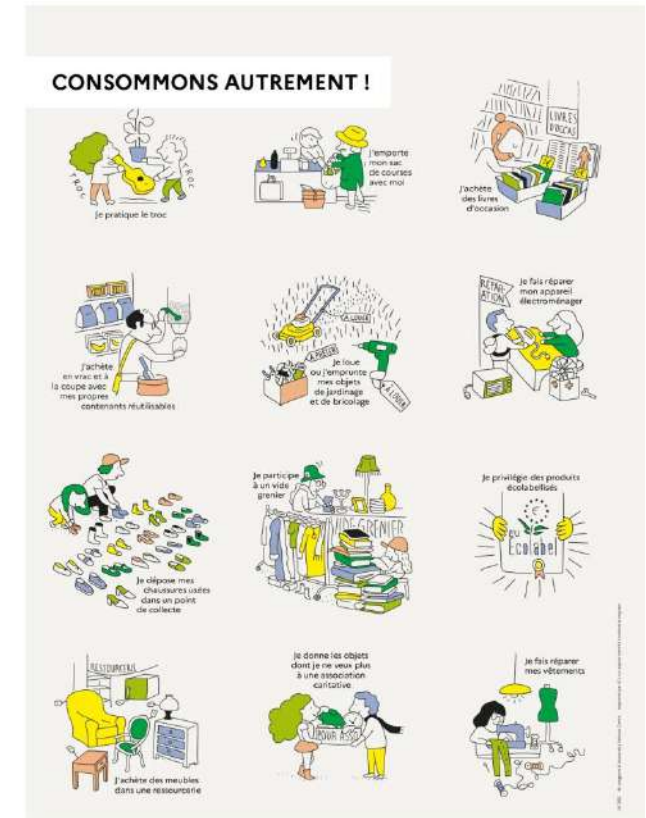 CONSOMMONS AUTREMENT !
TROC
TROC
Je pratique le troc
J'emporte
mon sac
de courses
avec moi
LIVRES
D'OCCAS
J'achète
des livres
d'occasion
J'achète
en vrac et à
la coupe avec
mes propres
contenants réutilisables
À LOUER
À PRÊTER
À LOUER
Je loue
ou j'emprunte
mes objets
de jardinage
et de bricolage
RÉPAR-
ATION
Je fais réparer
mon appareil
électroménager
Je dépose mes
chaussures usées
dans un point
de collecte
Je participe
à un vide
grenier
VIDE GRENIER
Je privilégie des produits
écolabellisés
EU
Ecolabel
RESSOURCERIE
J'achète des meubles
dans une ressourcerie
Je donne les objets
dont je ne veux plus
à une association
caritative
POUR ASSO
Je fais réparer
mes vêtements